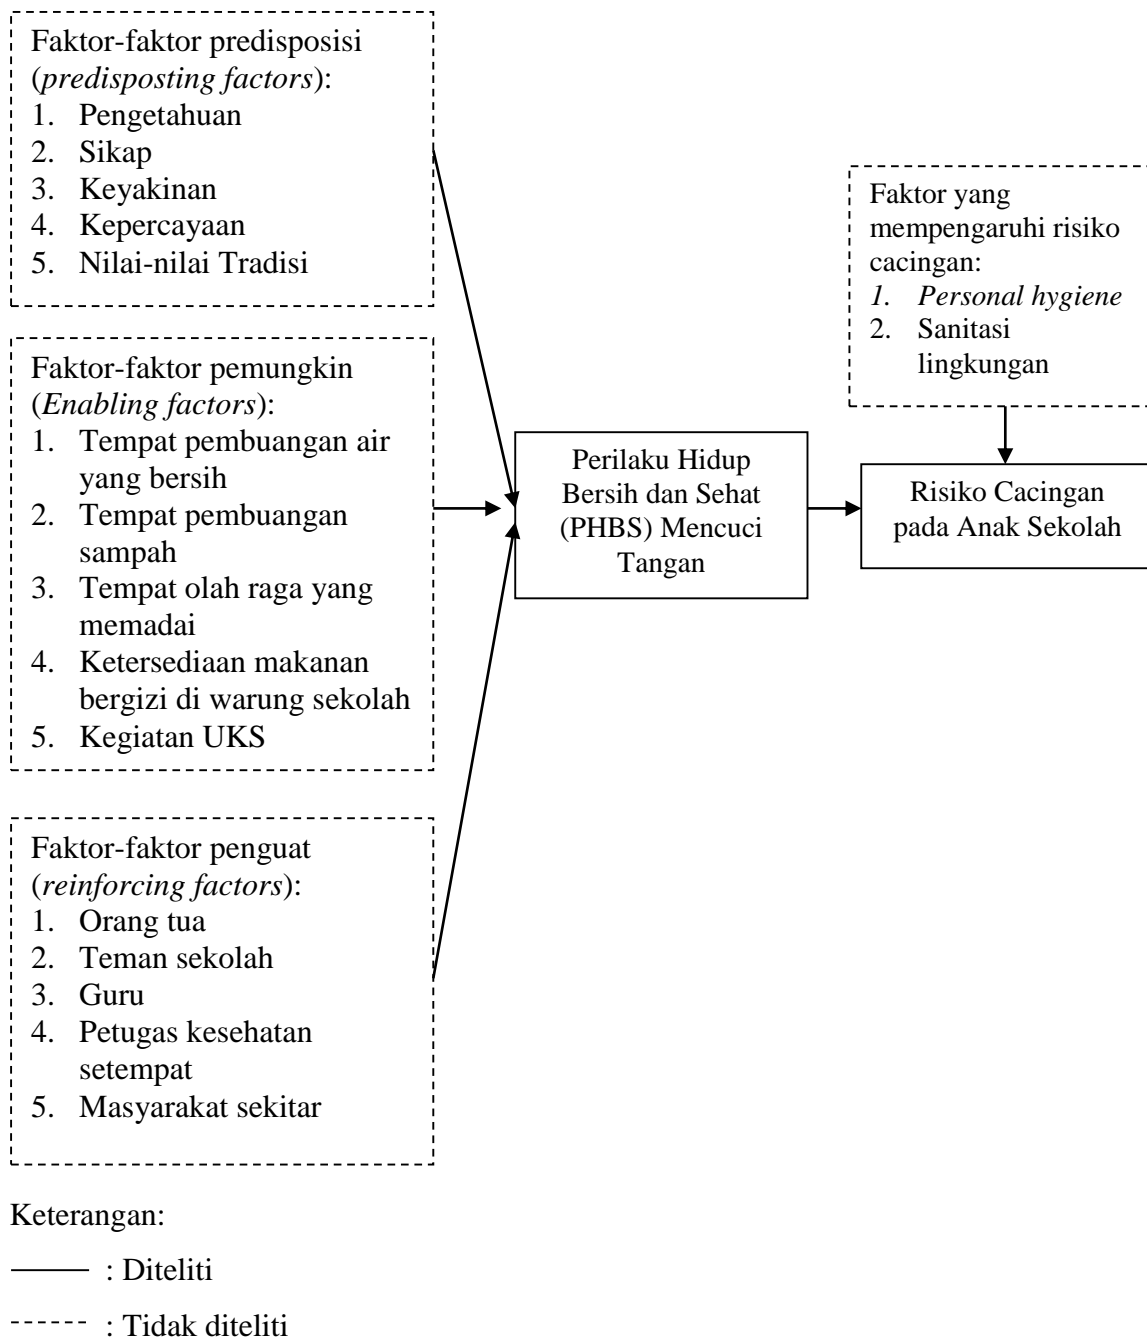 Faktor-faktor predisposisi
(predisposting factors):
1. Pengetahuan
2. Sikap
3. Keyakinan
4. Kepercayaan
5. Nilai-nilai Tradisi
Faktor-faktor pemungkin
(Enabling factors):
1. Tempat pembuangan air
yang bersih
2. Tempat pembuangan
sampah
3. Tempat olah raga yang
memadai
4. Ketersediaan makanan
bergizi di warung sekolah
5. Kegiatan UKS
Faktor-faktor penguat
(reinforcing factors):
1. Orang tua
2. Teman sekolah
3. Guru
4. Petugas kesehatan
setempat
5. Masyarakat sekitar
Perilaku Hidup
Bersih dan Sehat
(PHBS) Mencuci
Tangan
Faktor yang
mempengaruhi risiko
cacingan:
1. Personal hygiene
2. Sanitasi
lingkungan
Risiko Cacingan
pada Anak Sekolah
Keterangan:
: Diteliti
: Tidak diteliti